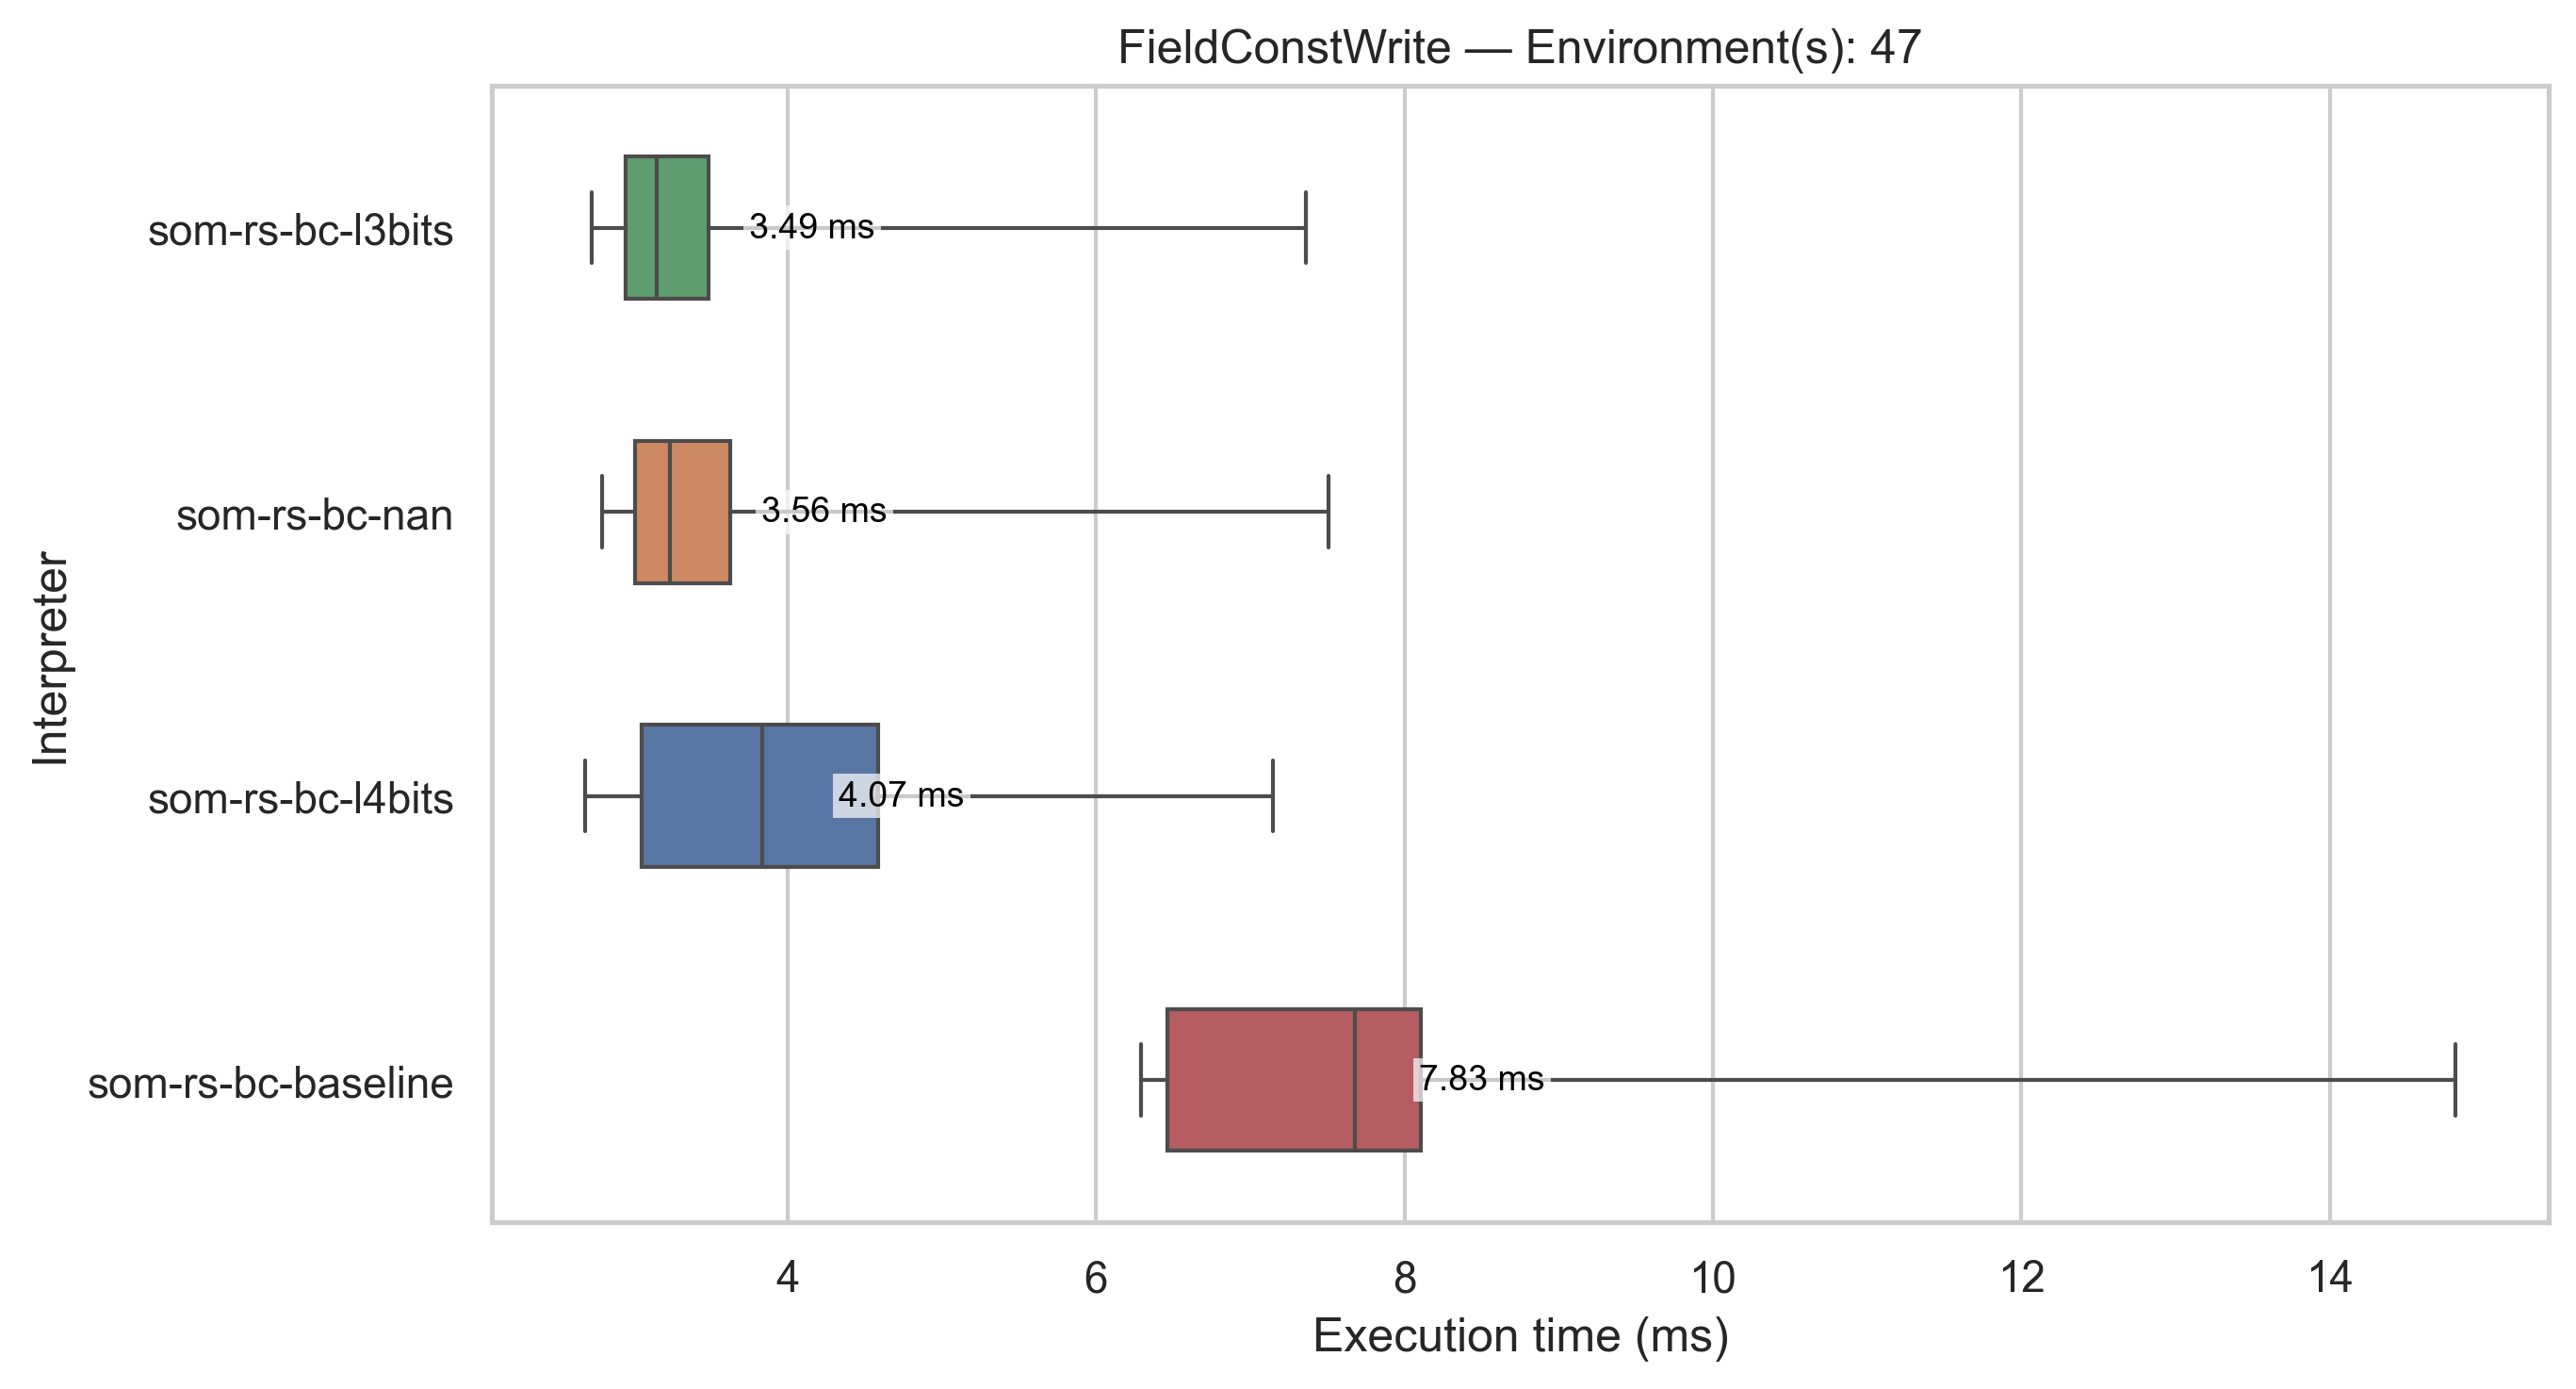 FieldConstWrite — Environment(s): 47
som-rs-bc-l3bits
3.49 ms
som-rs-bc-nan
3.56 ms
som-rs-bc-l4bits
4.07 ms
som-rs-bc-baseline
7.83 ms
Interpreter
4 6 8 10 12 14
Execution time (ms)